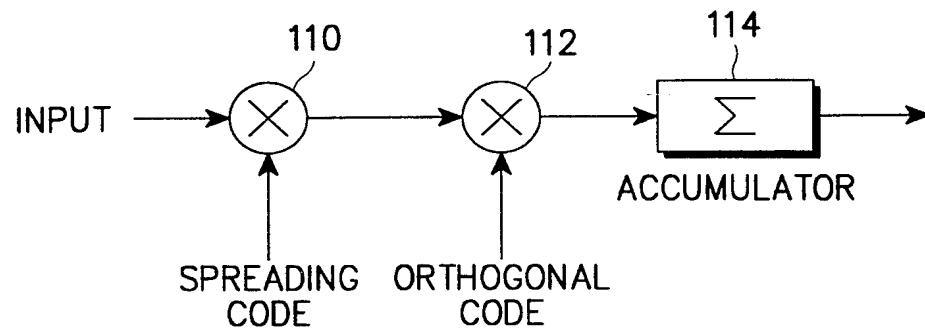 110
112
114
INPUT
Σ
ACCUMULATOR
SPREADING
CODE
ORTHOGONAL
CODE